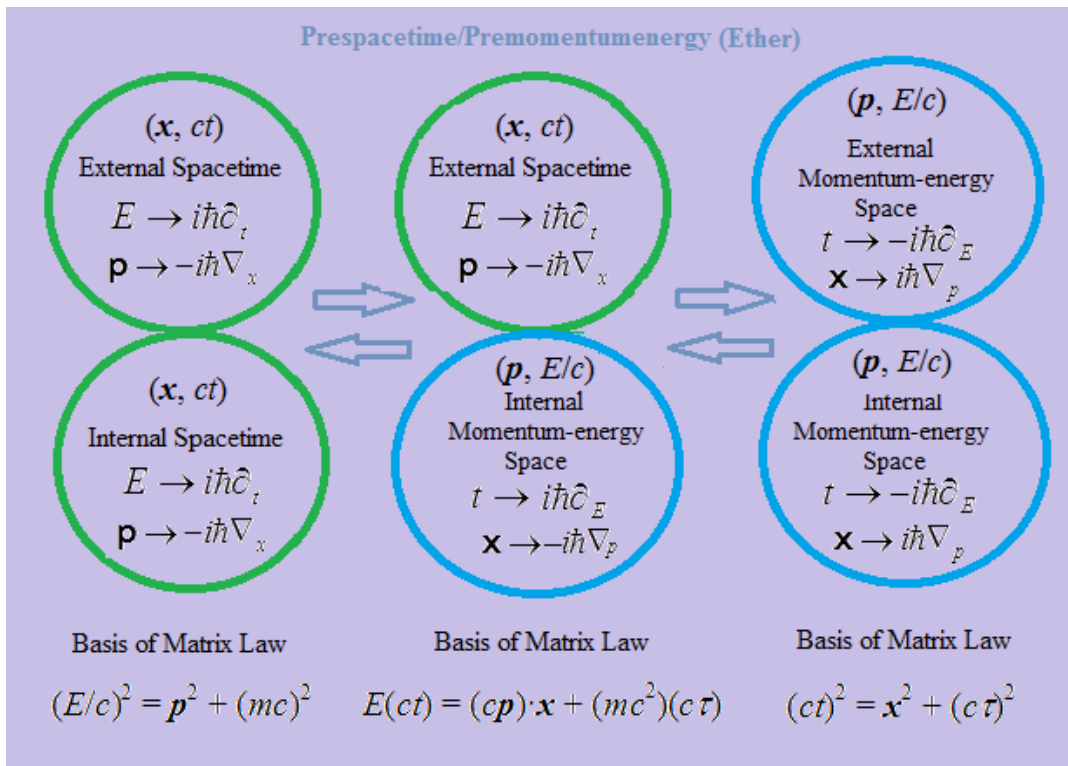 Prespacetime/Premomentumenergy (Ether)
(x, ct)
External Spacetime
E → iħ∂t
p → −iħ∇x
(x, ct)
Internal Spacetime
E → iħ∂t
p → −iħ∇x
Basis of Matrix Law
(E/c)² = p² + (mc)²
(x, ct)
External Spacetime
E → iħ∂t
p → −iħ∇x
(p, E/c)
Internal
Momentum-energy
Space
t → iħ∂E
x → −iħ∇p
Basis of Matrix Law
E(ct) = (cp)·x + (mc²)(cτ)
(p, E/c)
External
Momentum-energy
Space
t → −iħ∂E
x → iħ∇p
(p, E/c)
Internal
Momentum-energy
Space
t → −iħ∂E
x → iħ∇p
Basis of Matrix Law
(ct)² = x² + (cτ)²